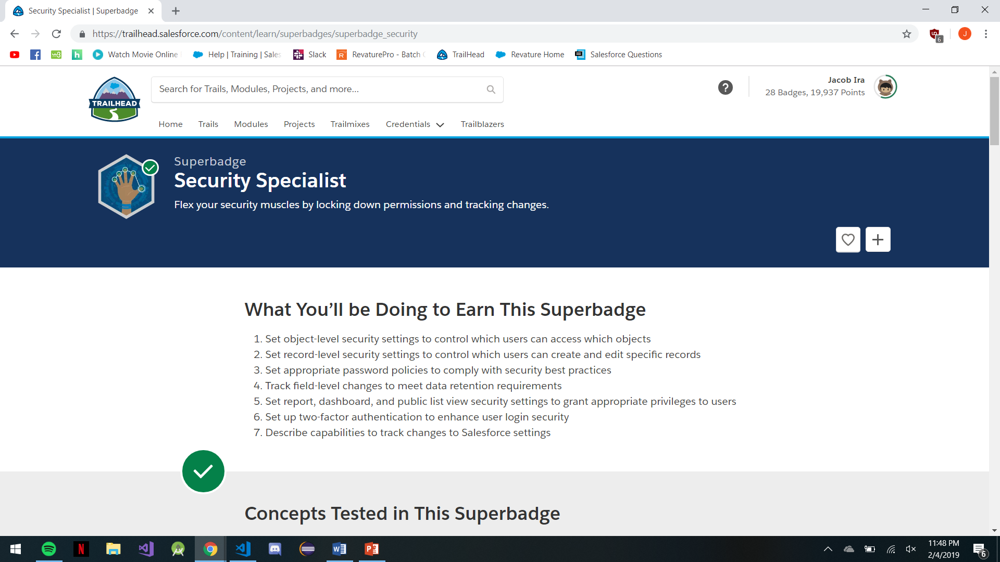 Security Specialist | Superbadge
https://trailhead.salesforce.com/content/learn/superbadges/superbadge_security
6
J
Watch Movie Online
Help | Training | Sales
Slack
RevaturePro - Batch
TrailHead
Revature Home
Salesforce Questions
TRAILHEAD
Search for Trails, Modules, Projects, and more...
?
Jacob Ira
28 Badges, 19,937 Points
Home
Trails
Modules
Projects
Trailmixes
Credentials
Trailblazers
Superbadge
Security Specialist
Flex your security muscles by locking down permissions and tracking changes.
What You’ll be Doing to Earn This Superbadge
1. Set object-level security settings to control which users can access which objects
2. Set record-level security settings to control which users can create and edit specific records
3. Set appropriate password policies to comply with security best practices
4. Track field-level changes to meet data retention requirements
5. Set report, dashboard, and public list view security settings to grant appropriate privileges to users
6. Set up two-factor authentication to enhance user login security
7. Describe capabilities to track changes to Salesforce settings
Concepts Tested in This Superbadge
11:48 PM
2/4/2019
6